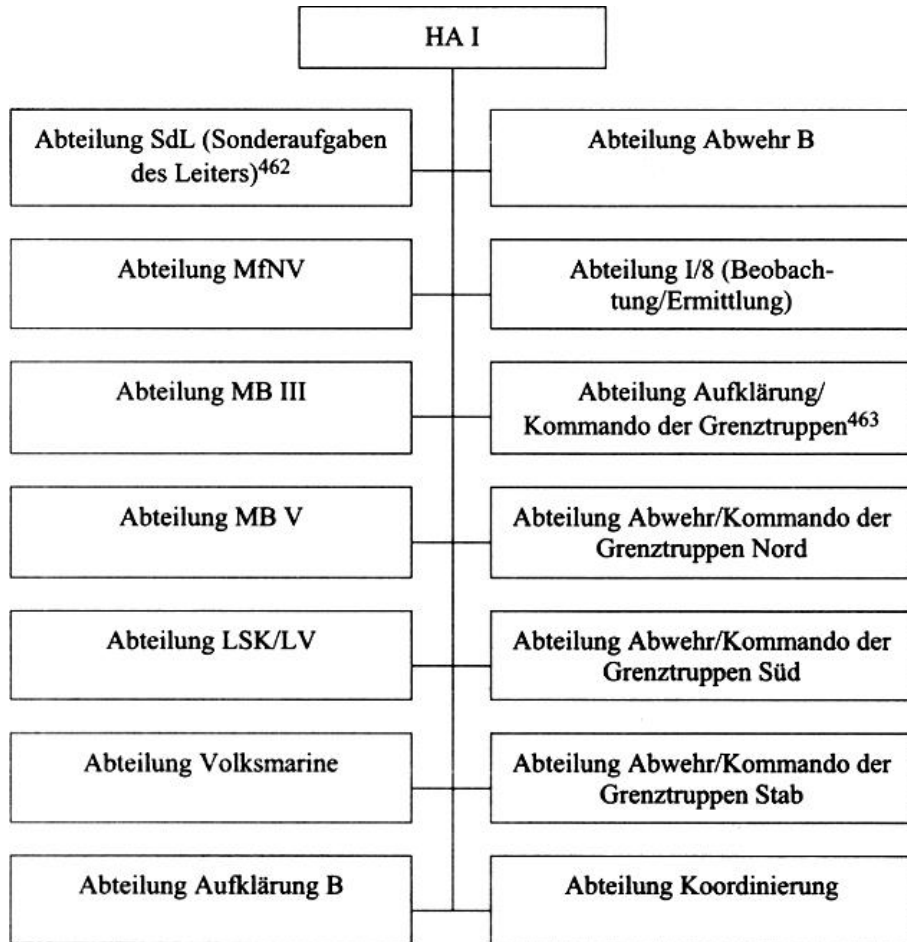 HA I
Abteilung SdL (Sonderaufgaben
des Leiters)462
Abteilung Abwehr B
Abteilung MfNV
Abteilung I/8 (Beobach-
tung/Ermittlung)
Abteilung MB III
Abteilung Aufklärung/
Kommando der Grenztruppen463
Abteilung MB V
Abteilung Abwehr/Kommando der
Grenztruppen Nord
Abteilung LSK/LV
Abteilung Abwehr/Kommando der
Grenztruppen Süd
Abteilung Volksmarine
Abteilung Abwehr/Kommando der
Grenztruppen Stab
Abteilung Aufklärung B
Abteilung Koordinierung